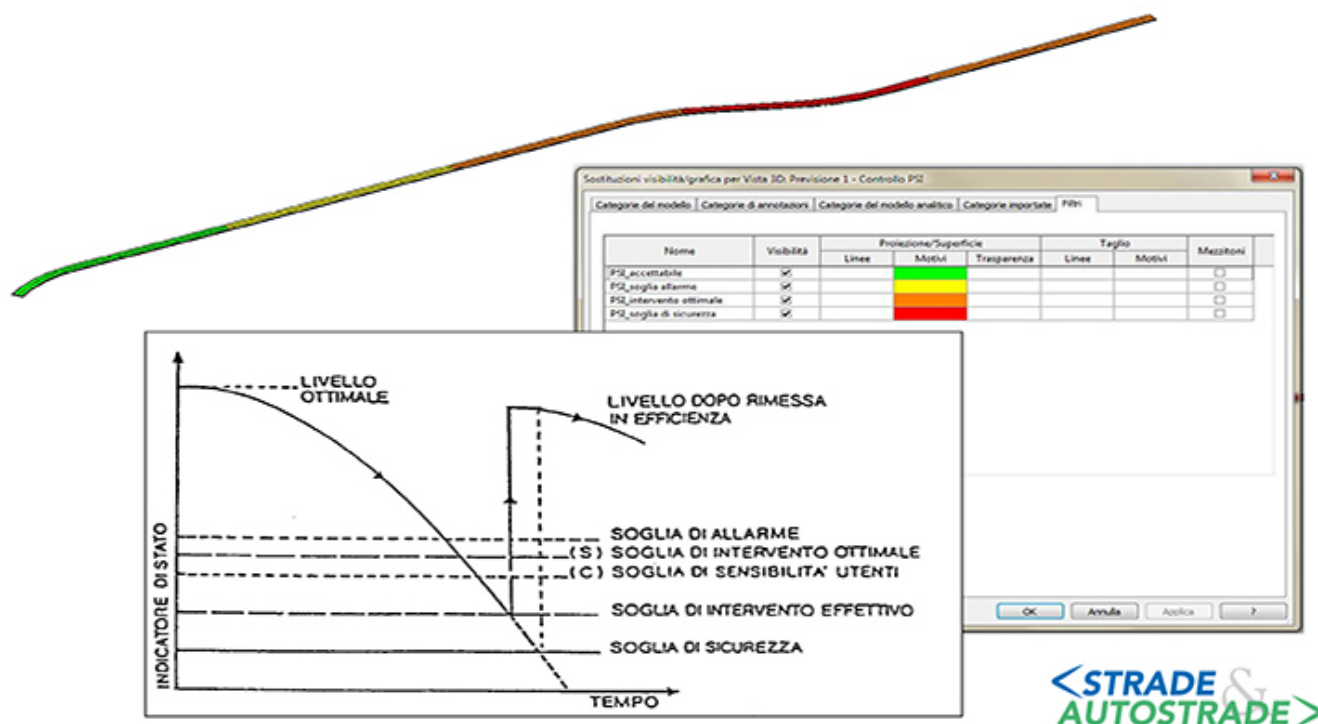 Sostituzioni visibilità/grafica per Vista 3D: Previsione 1 - Controllo PSI
Categorie del modello
Categorie di annotazioni
Categorie del modello analitico
Categorie importate
Filtri
Nome
Visibilità
Proiezione/Superficie
Taglio
Mezzitoni
Linee
Motivi
Trasparenza
Linee
Motivi
PSI_accettabile
PSI_soglia allarme
PSI_intervento ottimale
PSI_soglia di sicurezza
OK
Annulla
Applica
?
LIVELLO
OTTIMALE
LIVELLO DOPO RIMESSA
IN EFFICIENZA
SOGLIA DI ALLARME
(S) SOGLIA DI INTERVENTO OTTIMALE
(C) SOGLIA DI SENSIBILITA' UTENTI
SOGLIA DI INTERVENTO EFFETTIVO
SOGLIA DI SICUREZZA
INDICATORE DI STATO
TEMPO
<STRADE &
AUTOSTRADE>